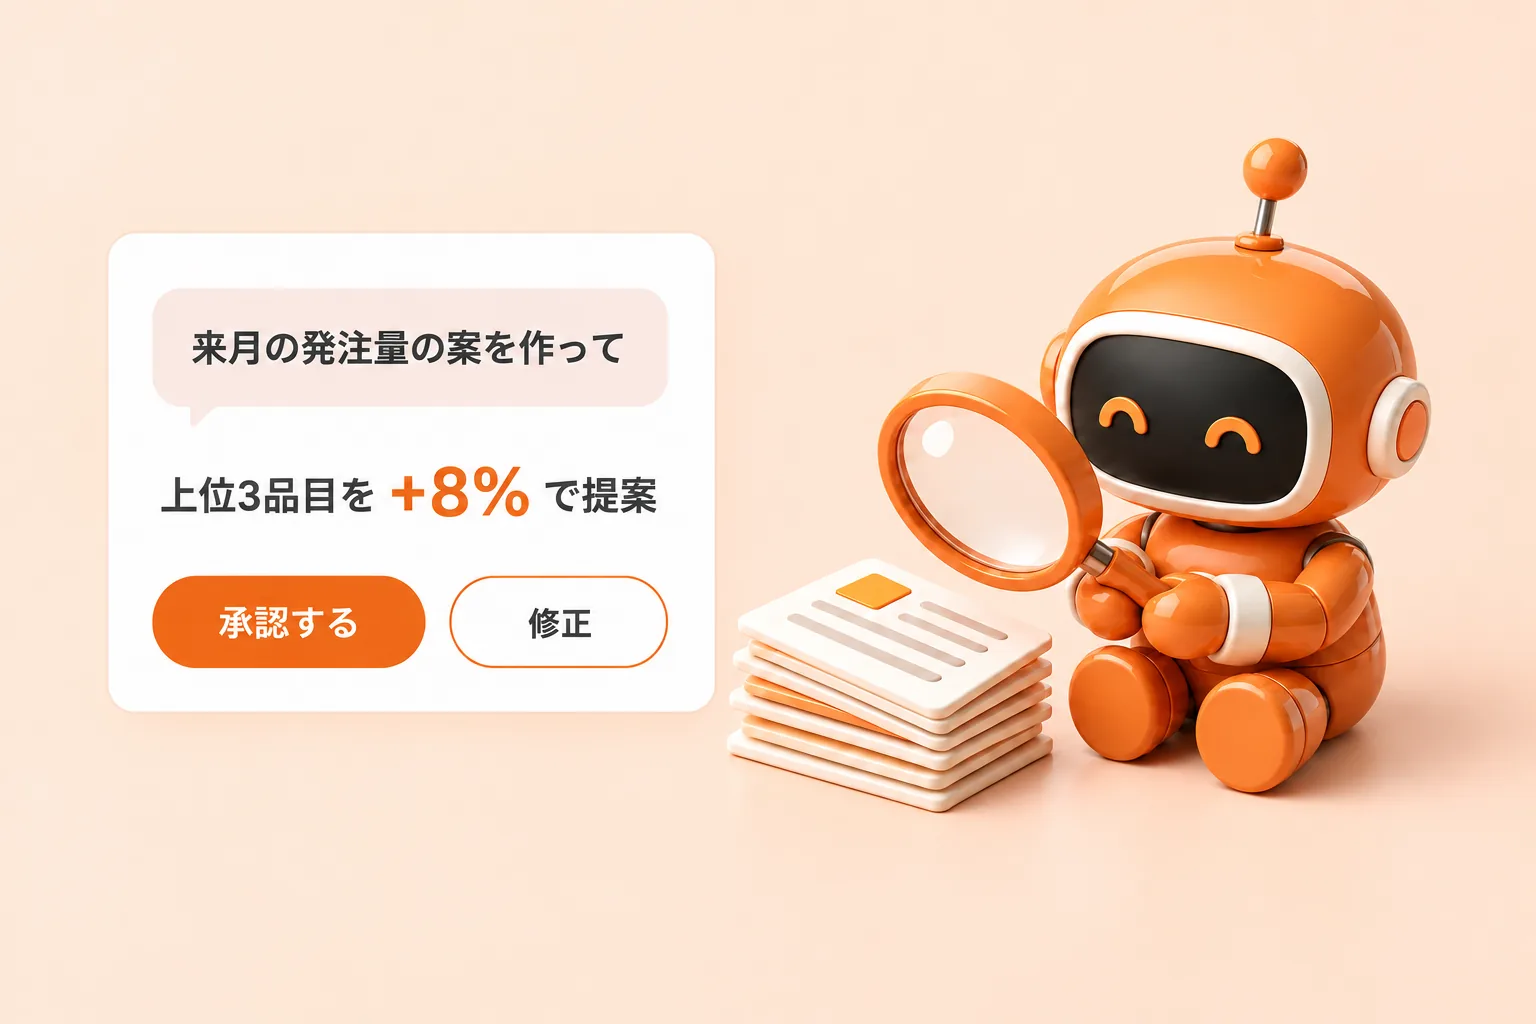 来月の発注量の案を作って
上位3品目を +8% で提案
承認する
修正